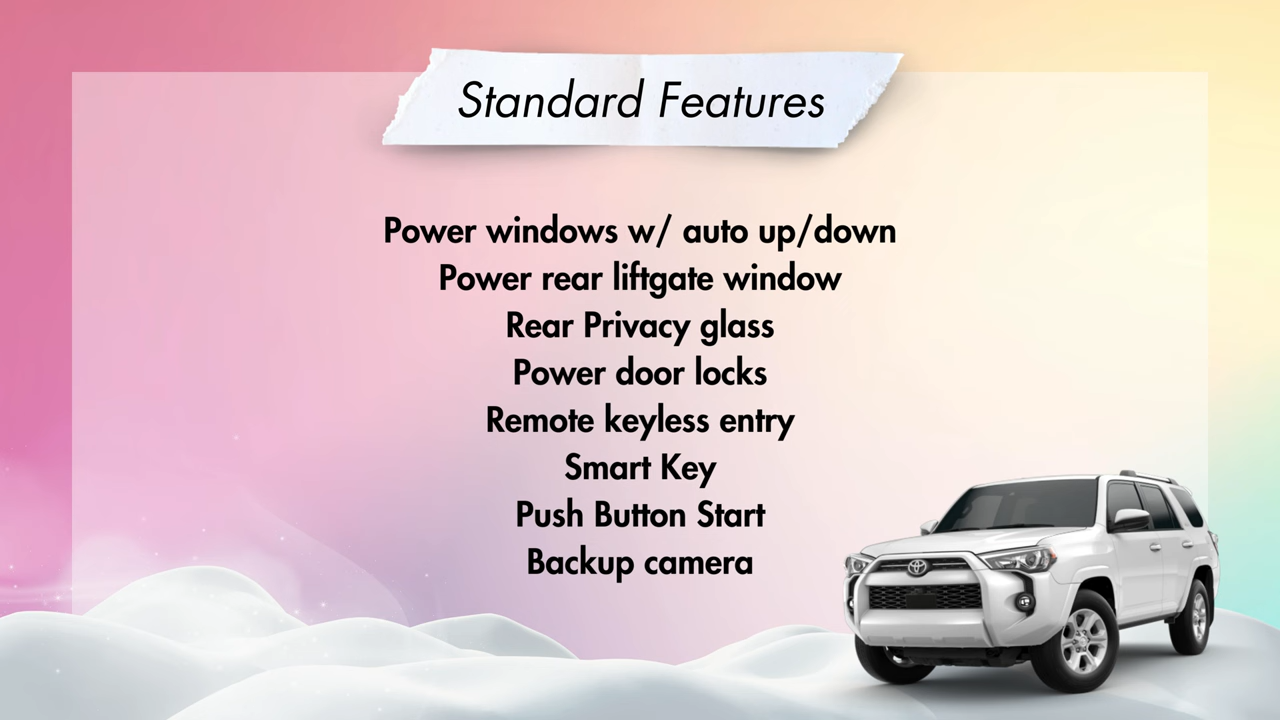 Standard Features
Power windows w/ auto up/down
Power rear liftgate window
Rear Privacy glass
Power door locks
Remote keyless entry
Smart Key
Push Button Start
Backup camera